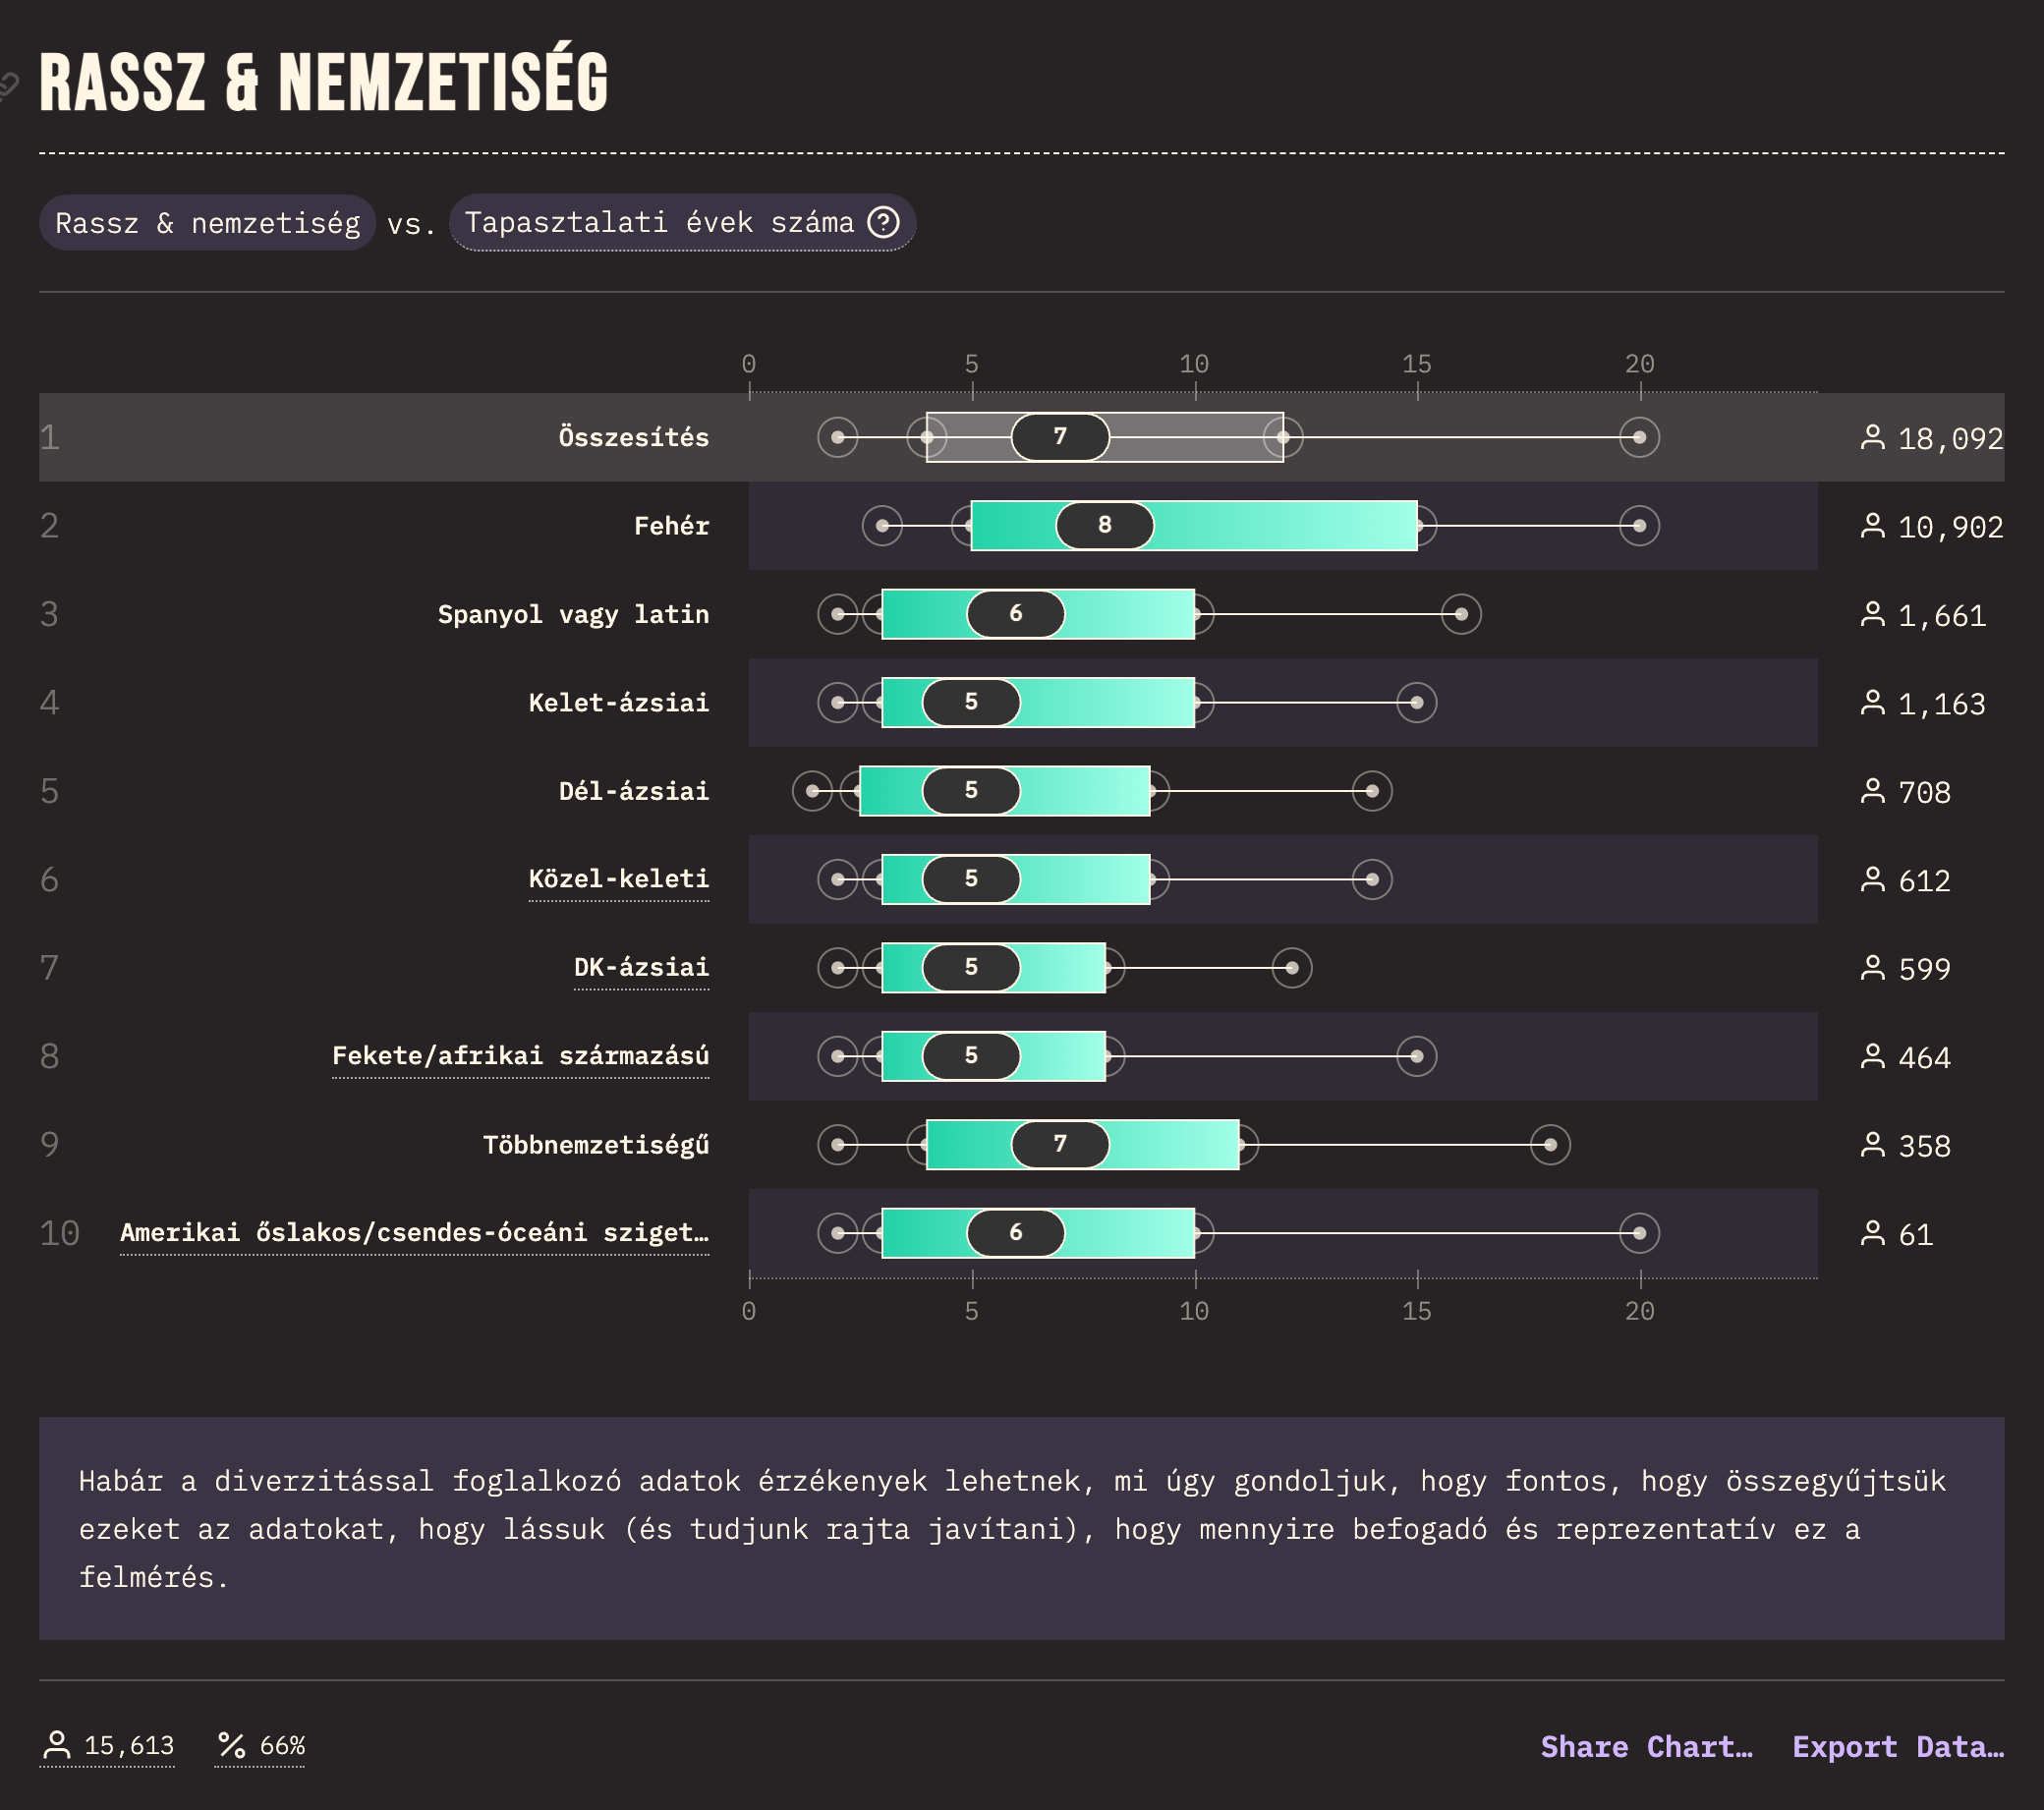 RASSZ & NEMZETISÉG
Rassz & nemzetiség vs. Tapasztalati évek száma
0 5 10 15 20
1 Összesítés 7 18,092
2 Fehér 8 10,902
3 Spanyol vagy latin 6 1,661
4 Kelet-ázsiai 5 1,163
5 Dél-ázsiai 5 708
6 Közel-keleti 5 612
7 DK-ázsiai 5 599
8 Fekete/afrikai származású 5 464
9 Többnemzetiségű 7 358
10 Amerikai őslakos/csendes-óceáni sziget… 6 61
0 5 10 15 20
Habár a diverzitással foglalkozó adatok érzékenyek lehetnek, mi úgy gondoljuk, hogy fontos, hogy összegyűjtsük
ezeket az adatokat, hogy lássuk (és tudjunk rajta javítani), hogy mennyire befogadó és reprezentatív ez a
felmérés.
15,613 66% Share Chart… Export Data…